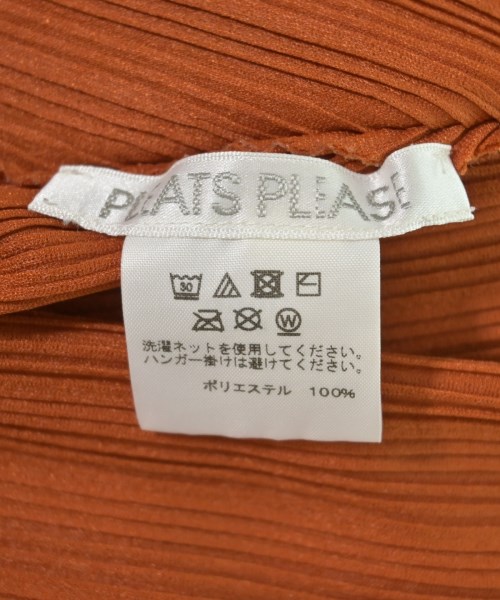 PLEATS PLEASE
30
W
洗濯ネットを使用してください。
ハンガー掛けは避けてください。
ポリエステル 100%